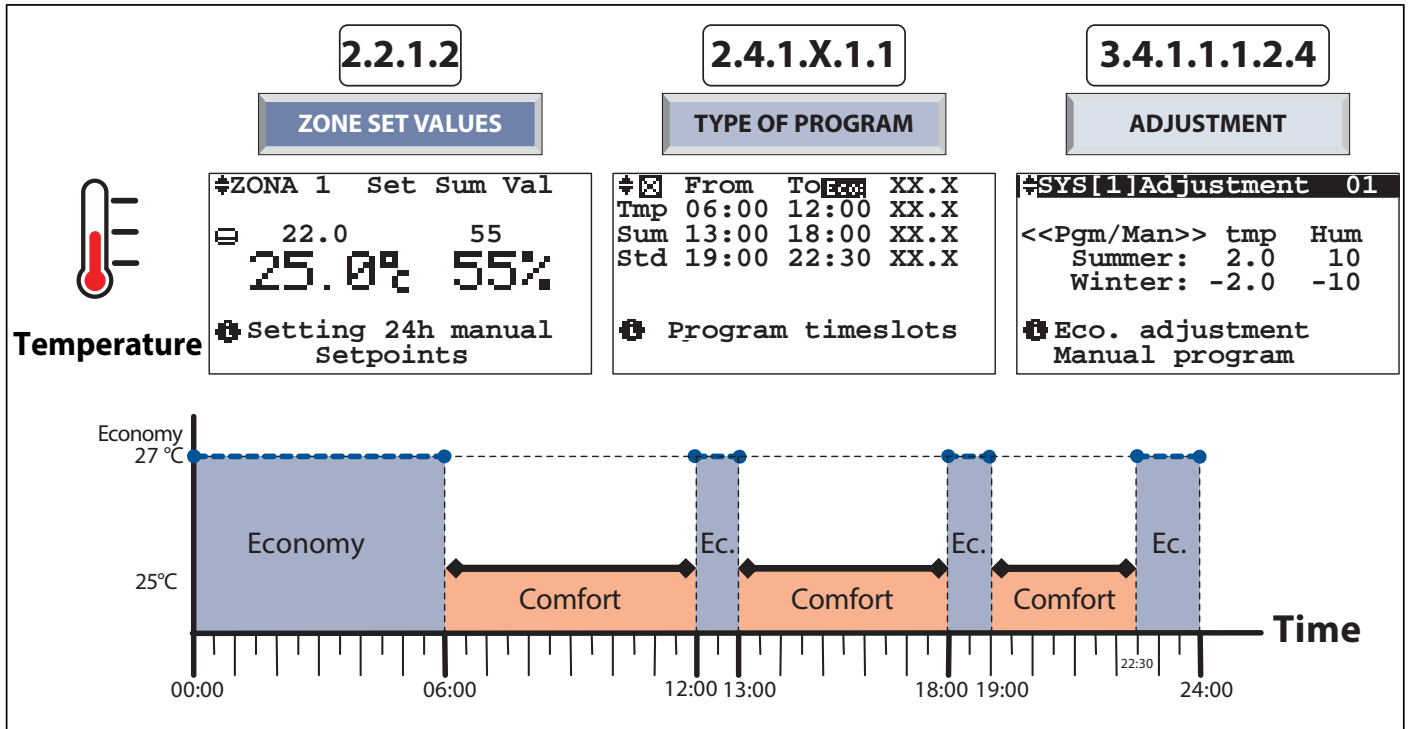 2.2.1.2
ZONE SET VALUES
ZONA 1 Set Sum Val
22.0 55
25.0°c 55%
Setting 24h manual
Setpoints
2.4.1.X.1.1
TYPE OF PROGRAM
From To Eco: XX.X
Tmp 06:00 12:00 XX.X
Sum 13:00 18:00 XX.X
Std 19:00 22:30 XX.X
Program timeslots
3.4.1.1.1.2.4
ADJUSTMENT
SYS[1]Adjustment 01
<<Pgm/Man>> tmp Hum
Summer: 2.0 10
Winter: -2.0 -10
Eco. adjustment
Manual program
Temperature
Economy
27 °C
25°C
Economy
Comfort
Ec.
Comfort
Ec.
Comfort
Ec.
Time
22:30
00:00 06:00 12:00 13:00 18:00 19:00 24:00